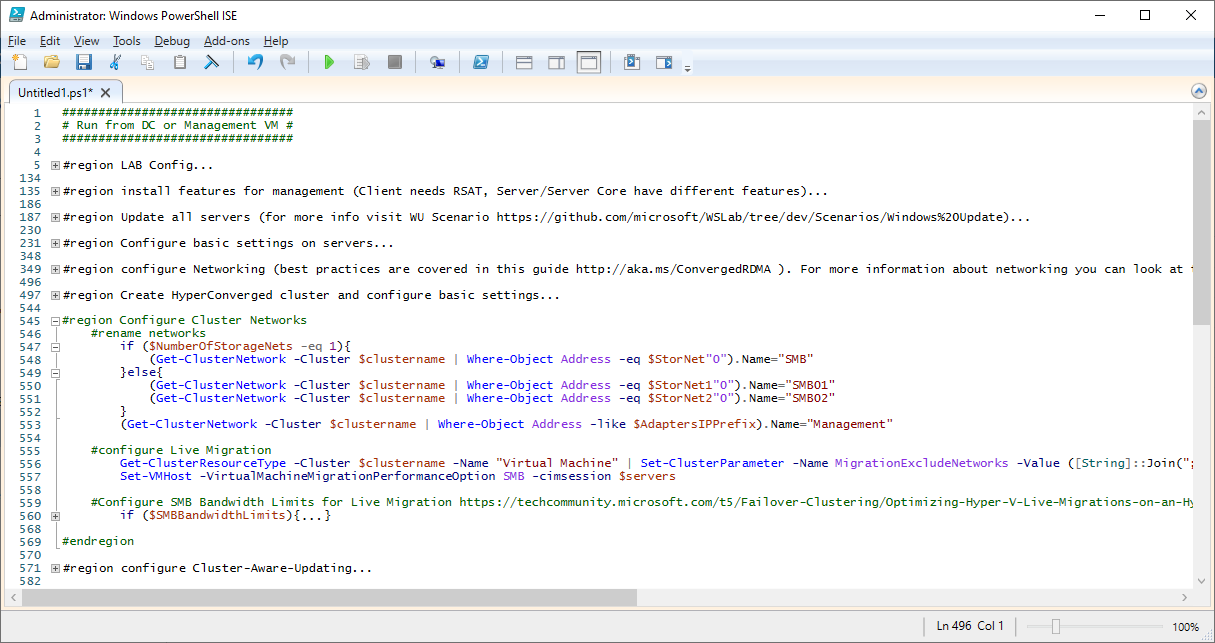 Administrator: Windows PowerShell ISE
File Edit View Tools Debug Add-ons Help
Untitled1.ps1*
1 ################################
2 # Run from DC or Management VM #
3 ################################
4
5 #region LAB Config...
134
135 #region install features for management (Client needs RSAT, Server/Server Core have different features)...
186
187 #region Update all servers (for more info visit WU Scenario https://github.com/microsoft/WSLab/tree/dev/Scenarios/Windows%20Update)...
230
231 #region Configure basic settings on servers...
348
349 #region configure Networking (best practices are covered in this guide http://aka.ms/ConvergedRDMA ). For more information about networking you can look at
496
497 #region Create HyperConverged cluster and configure basic settings...
544
545 #region Configure Cluster Networks
546 #rename networks
547 if ($NumberOfStorageNets -eq 1){
548 (Get-ClusterNetwork -Cluster $clustername | Where-Object Address -eq $StorNet"0").Name="SMB"
549 }else{
550 (Get-ClusterNetwork -Cluster $clustername | Where-Object Address -eq $StorNet1"0").Name="SMB01"
551 (Get-ClusterNetwork -Cluster $clustername | Where-Object Address -eq $StorNet2"0").Name="SMB02"
552 }
553 (Get-ClusterNetwork -Cluster $clustername | Where-Object Address -like $AdaptersIPPrefix).Name="Management"
554
555 #configure Live Migration
556 Get-ClusterResourceType -Cluster $clustername -Name "Virtual Machine" | Set-ClusterParameter -Name MigrationExcludeNetworks -Value ([String]::Join(";
557 Set-VMHost -VirtualMachineMigrationPerformanceOption SMB -cimsession $servers
558
559 #Configure SMB Bandwidth Limits for Live Migration https://techcommunity.microsoft.com/t5/Failover-Clustering/Optimizing-Hyper-V-Live-Migrations-on-an-Hy
560 if ($SMBBandwidthLimits){...}
568
569 #endregion
570
571 #region configure Cluster-Aware-Updating...
582
Ln 496 Col 1
100%